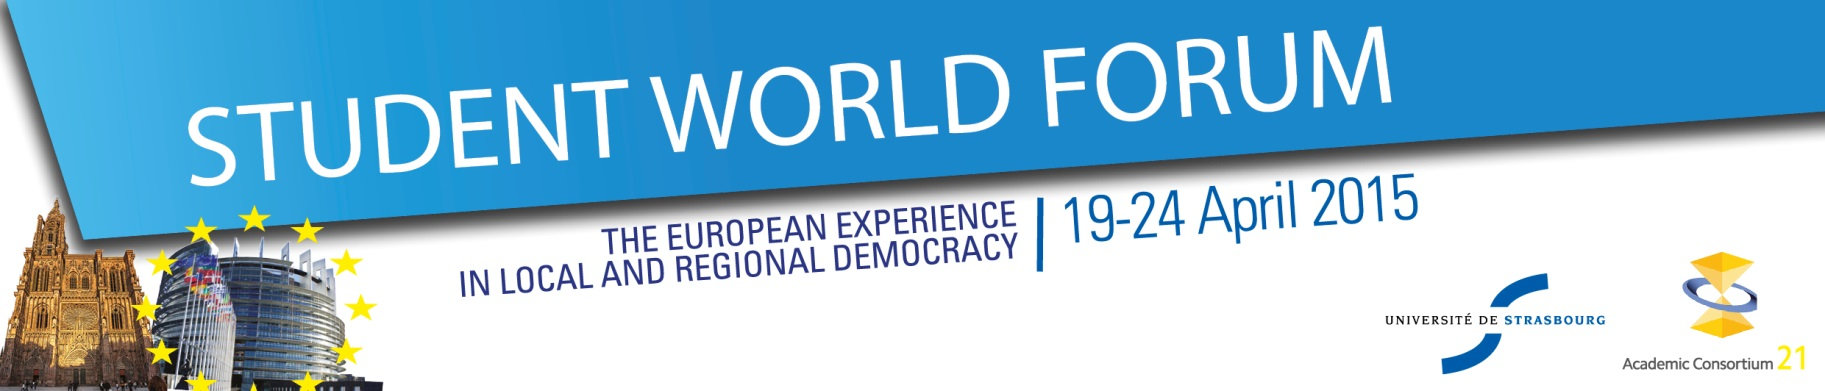 STUDENT WORLD FORUM
THE EUROPEAN EXPERIENCE
IN LOCAL AND REGIONAL DEMOCRACY
19-24 April 2015
UNIVERSITÉ DE STRASBOURG
Academic Consortium 21